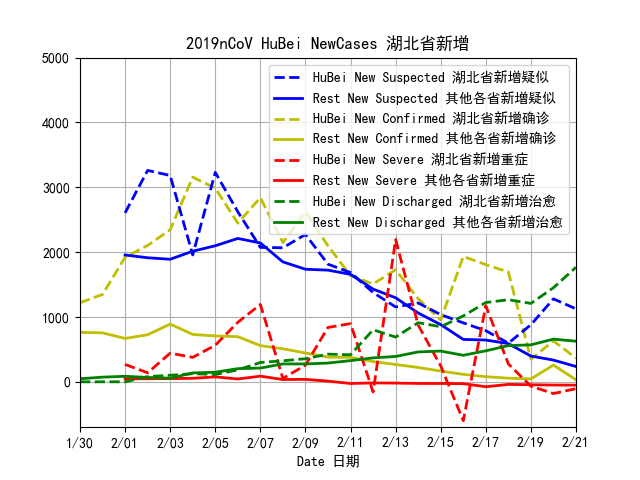 2019nCoV HuBei NewCases 湖北省新增
5000
4000
3000
2000
1000
0
HuBei New Suspected 湖北省新增疑似
Rest New Suspected 其他各省新增疑似
HuBei New Confirmed 湖北省新增确诊
Rest New Confirmed 其他各省新增确诊
HuBei New Severe 湖北省新增重症
Rest New Severe 其他各省新增重症
HuBei New Discharged 湖北省新增治愈
Rest New Discharged 其他各省新增治愈
1/30 2/01 2/03 2/05 2/07 2/09 2/11 2/13 2/15 2/17 2/19 2/21
Date 日期